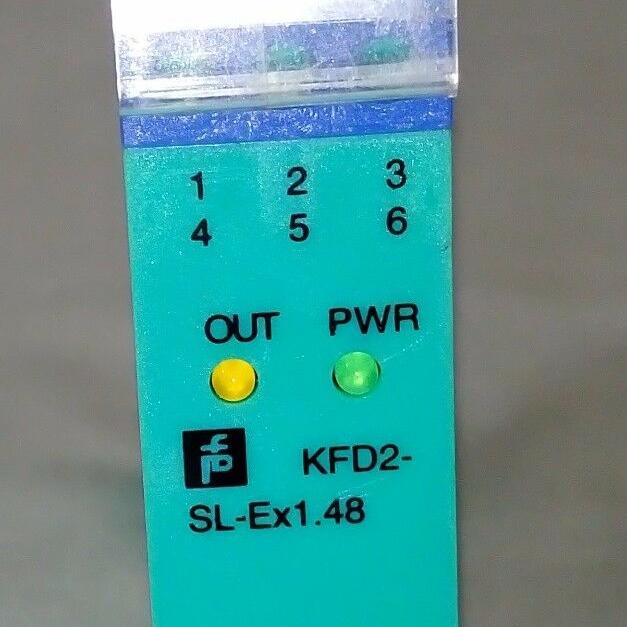 1 2 3
4 5 6
OUT PWR
KFD2-
SL-Ex1.48